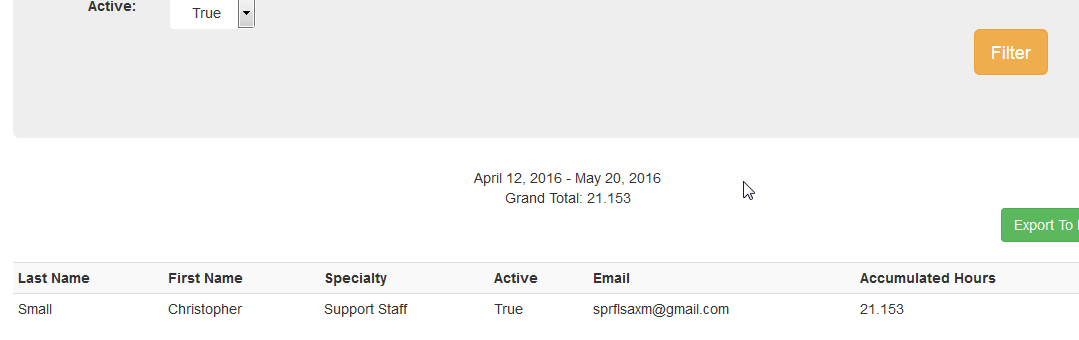 Active: True
Filter
April 12, 2016 - May 20, 2016
Grand Total: 21.153
Export To
Last Name First Name Specialty Active Email Accumulated Hours
Small Christopher Support Staff True sprflsaxm@gmail.com 21.153